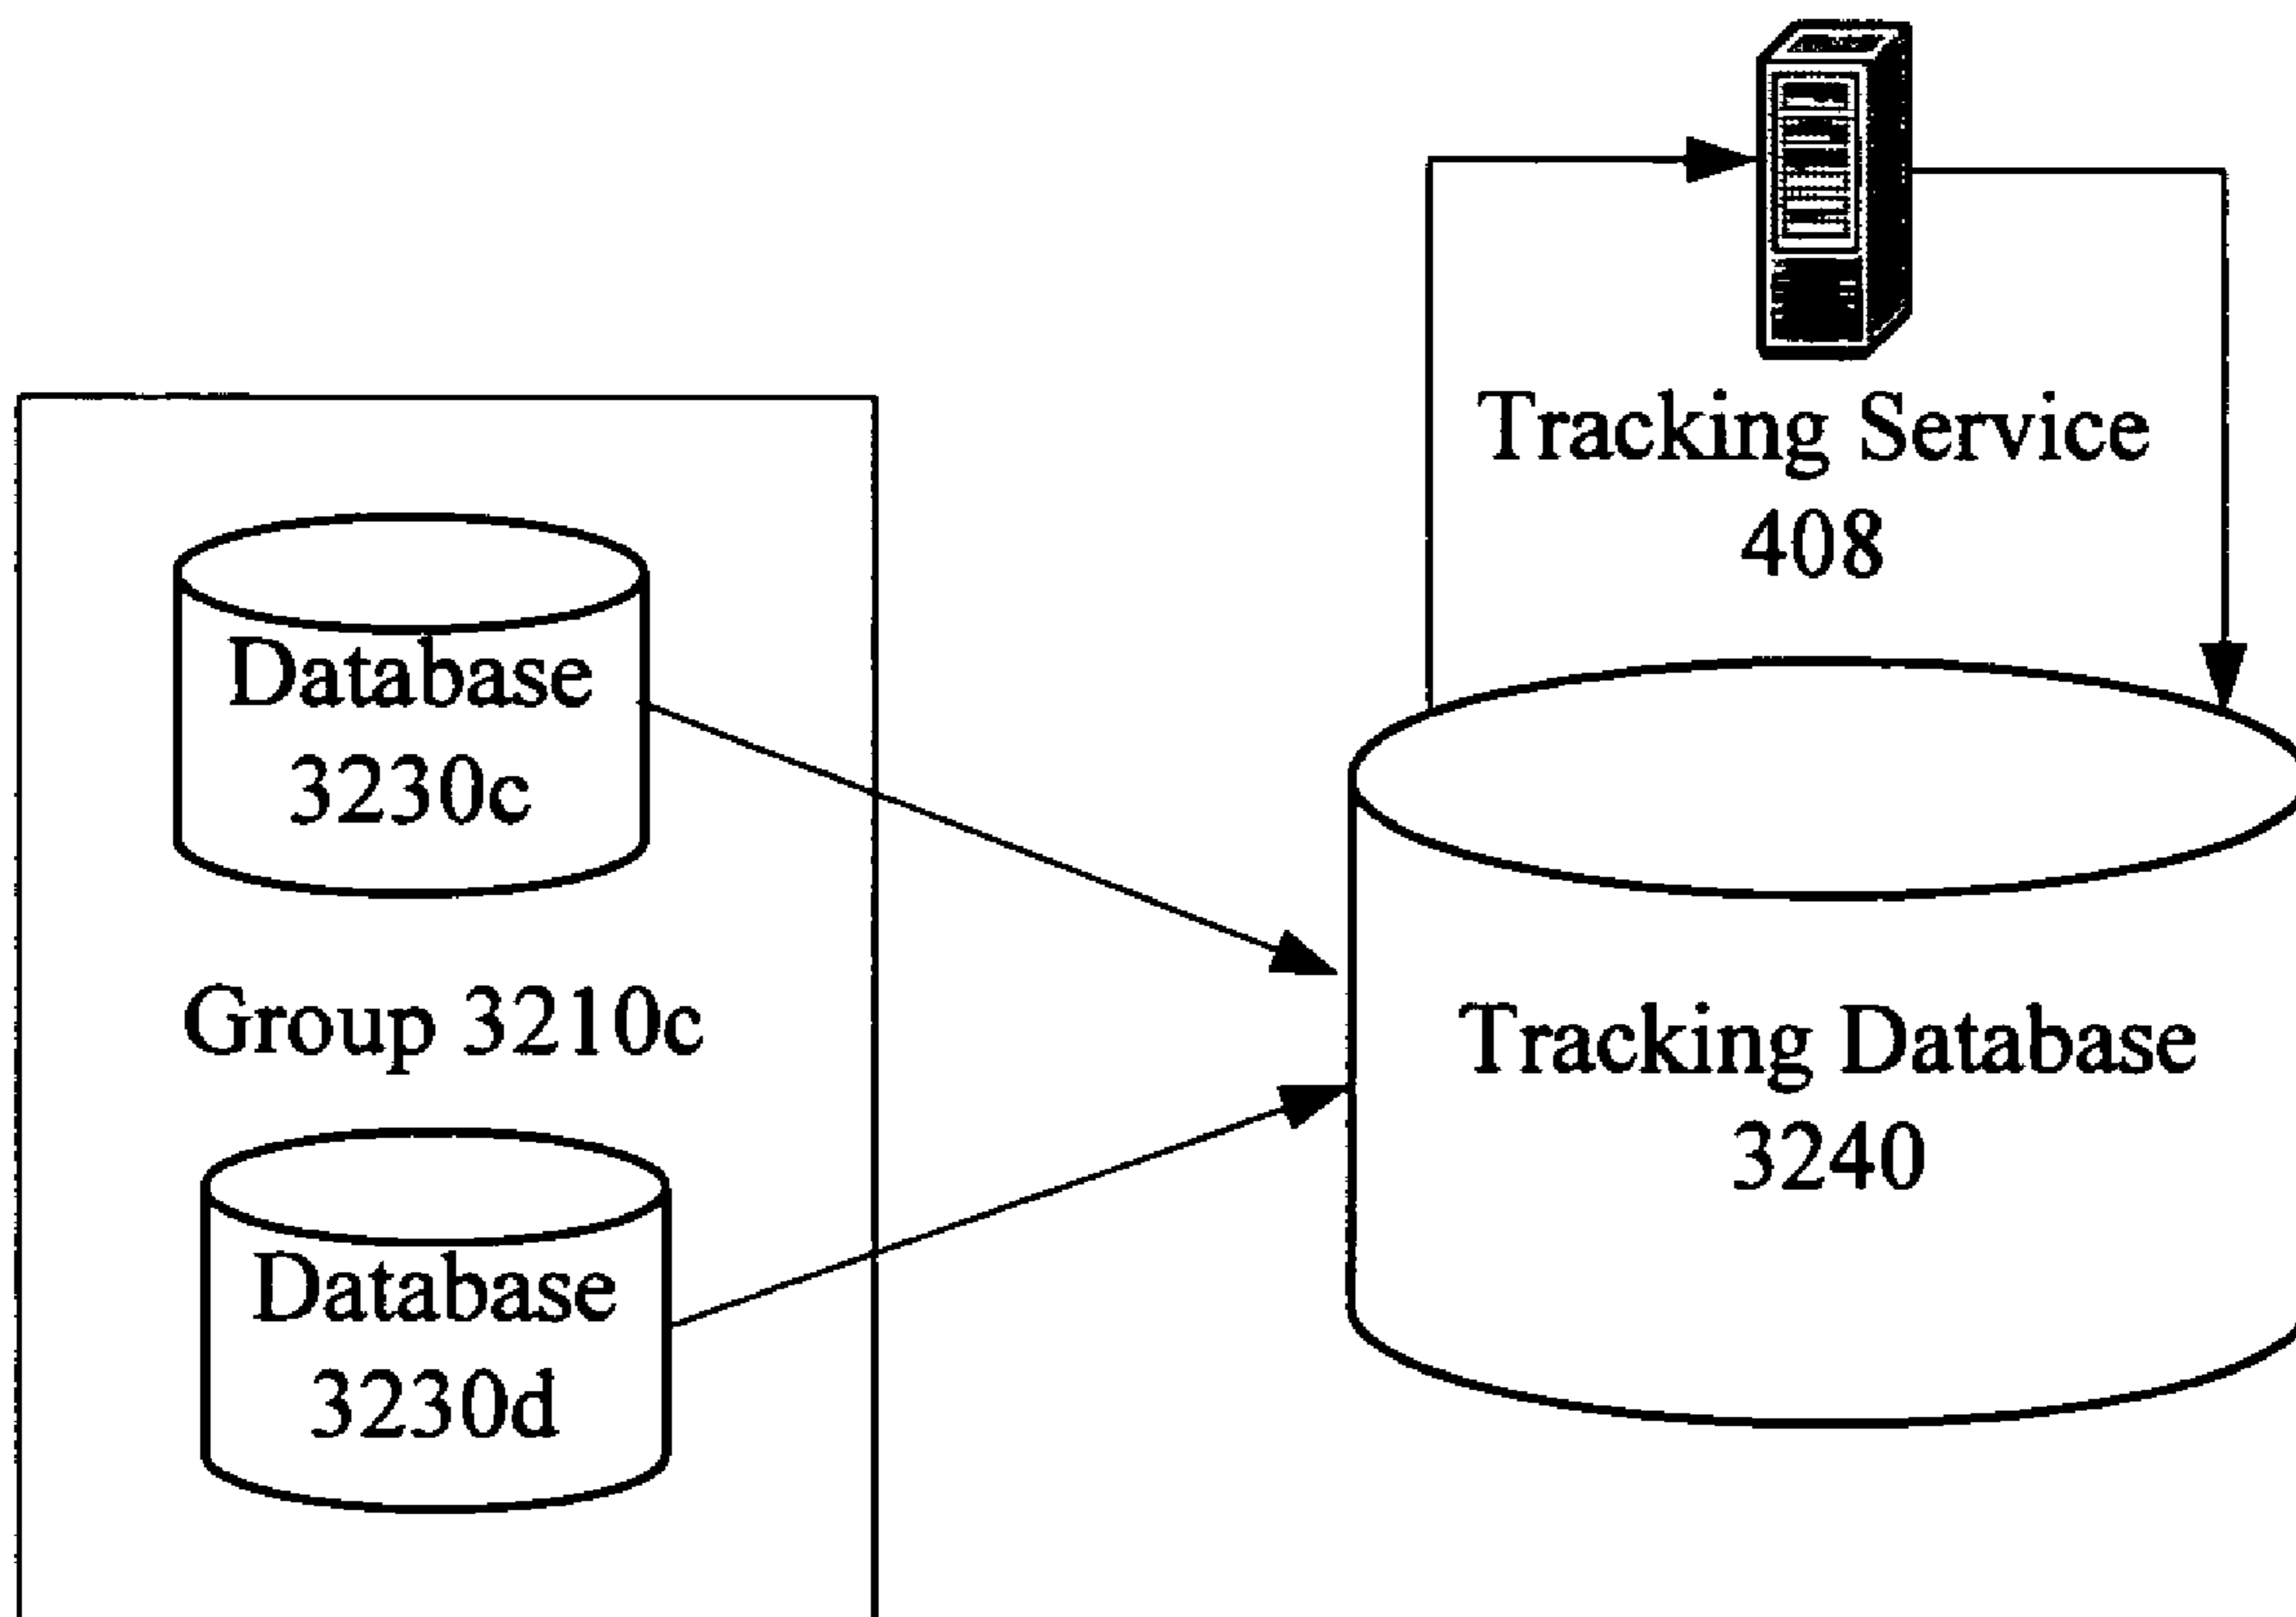 Tracking Service
408
Database
3230c
Group 3210c
Tracking Database
3240
Database
3230d